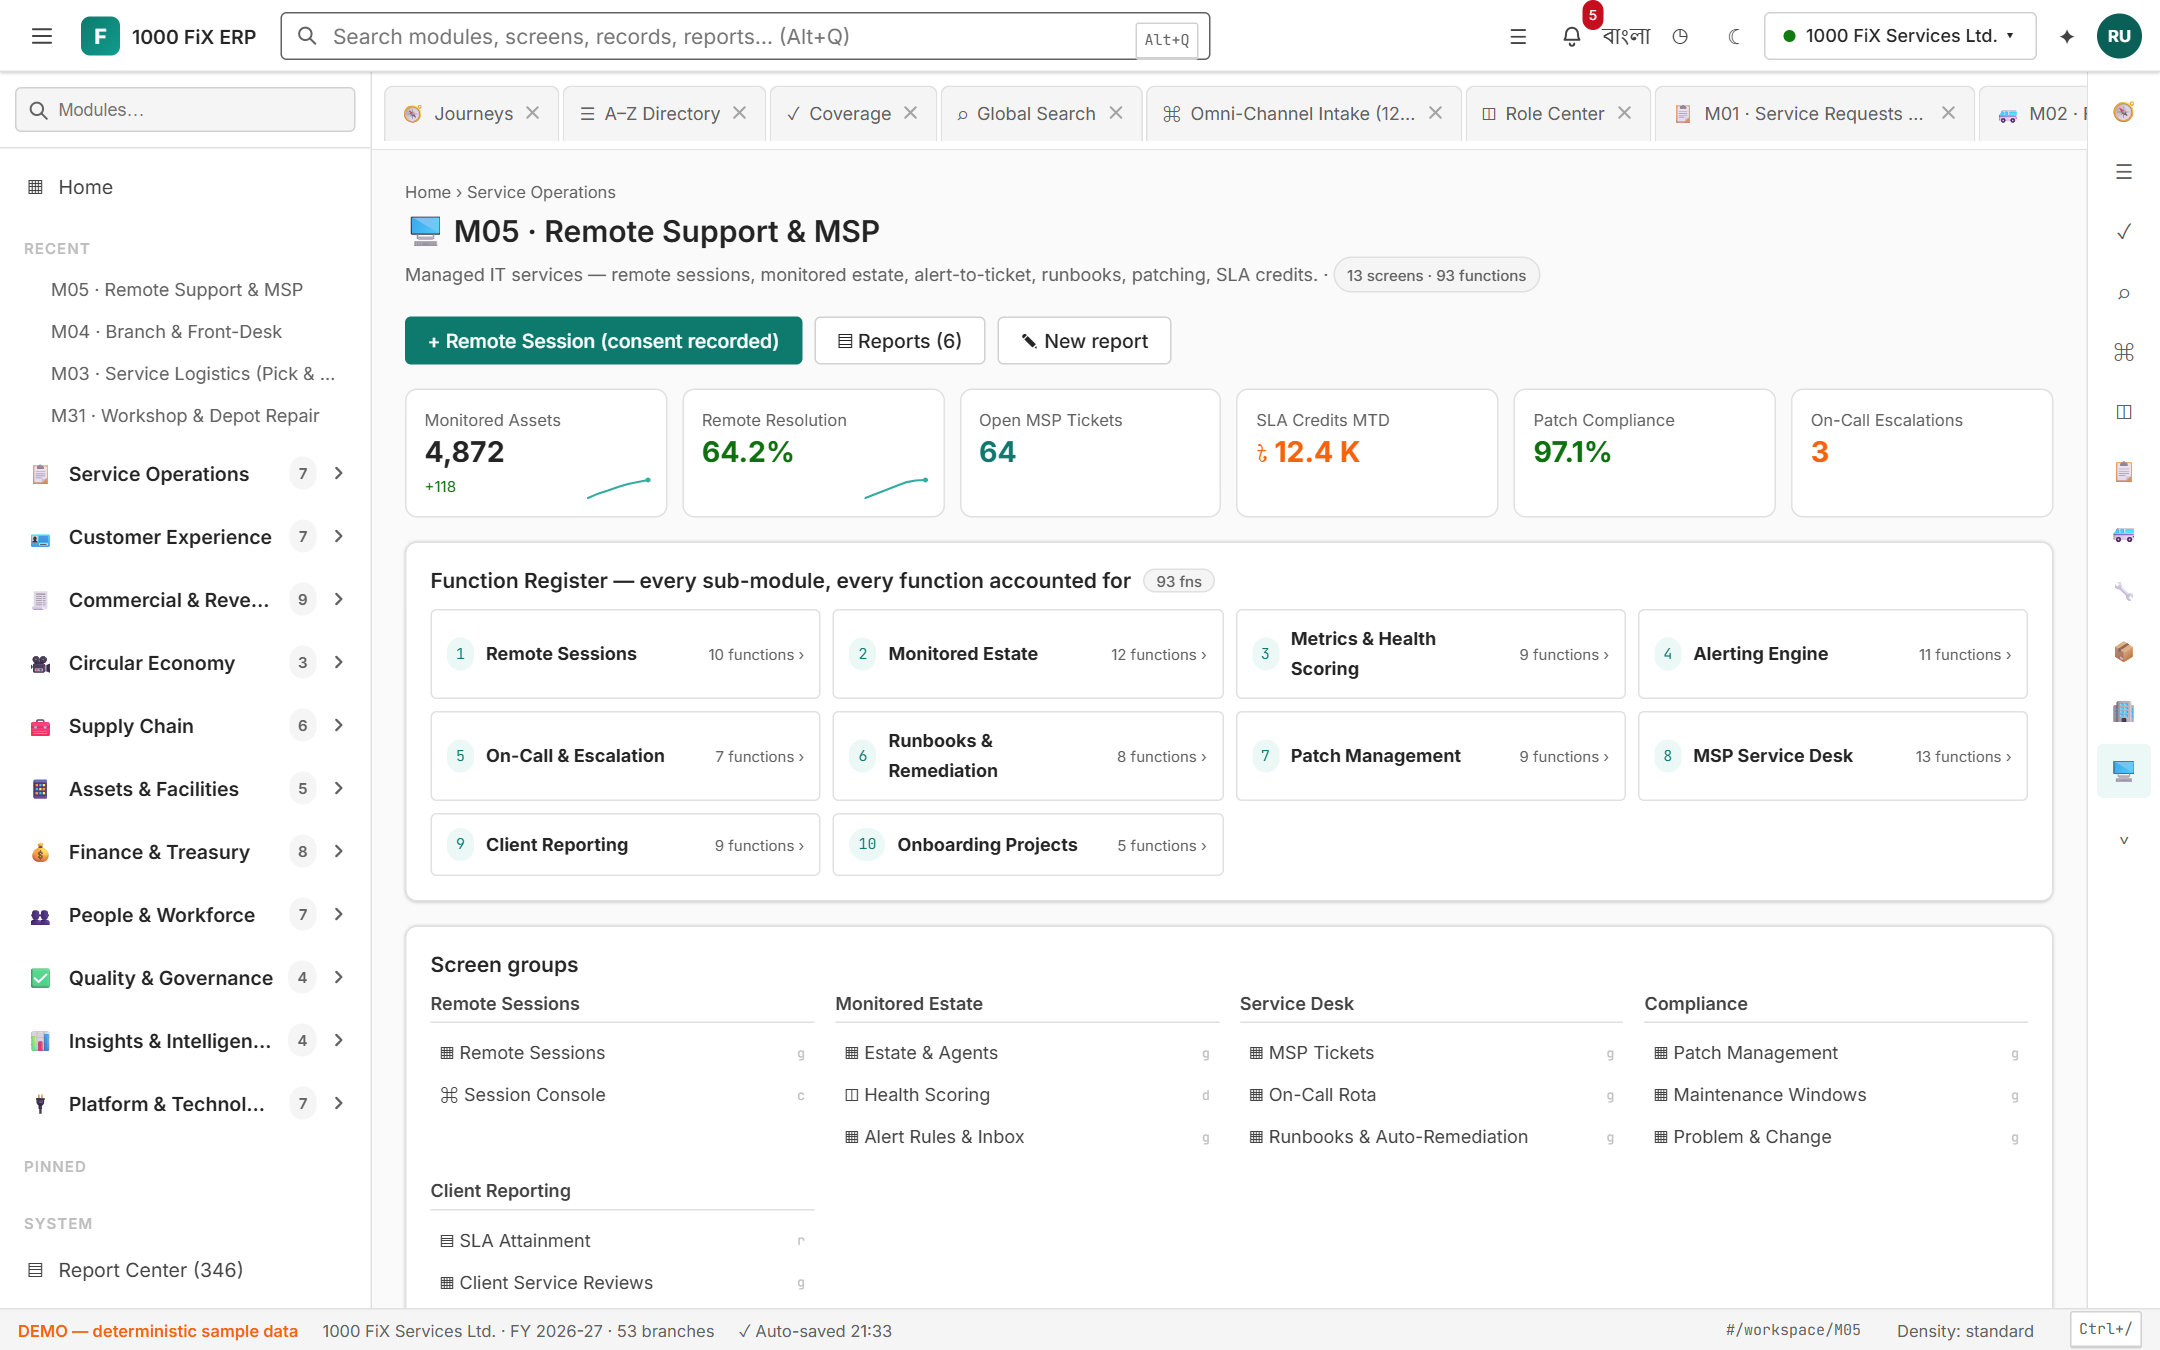 F 1000 FiX ERP
Search modules, screens, records, reports... (Alt+Q)
Alt+Q
5
বাংলা
1000 FiX Services Ltd.
RU
Modules...
Journeys
A–Z Directory
Coverage
Global Search
Omni-Channel Intake (12...
Role Center
M01 · Service Requests ...
M02 ·
Home
RECENT
M05 · Remote Support & MSP
M04 · Branch & Front-Desk
M03 · Service Logistics (Pick & ...
M31 · Workshop & Depot Repair
Service Operations 7
Customer Experience 7
Commercial & Reve... 9
Circular Economy 3
Supply Chain 6
Assets & Facilities 5
Finance & Treasury 8
People & Workforce 7
Quality & Governance 4
Insights & Intelligen... 4
Platform & Technol... 7
PINNED
SYSTEM
Report Center (346)
Home › Service Operations
M05 · Remote Support & MSP
Managed IT services — remote sessions, monitored estate, alert-to-ticket, runbooks, patching, SLA credits. · 13 screens · 93 functions
+ Remote Session (consent recorded)
Reports (6)
New report
Monitored Assets
4,872
+118
Remote Resolution
64.2%
Open MSP Tickets
64
SLA Credits MTD
৳ 12.4 K
Patch Compliance
97.1%
On-Call Escalations
3
Function Register — every sub-module, every function accounted for 93 fns
1 Remote Sessions 10 functions ›
2 Monitored Estate 12 functions ›
3 Metrics & Health Scoring 9 functions ›
4 Alerting Engine 11 functions ›
5 On-Call & Escalation 7 functions ›
6 Runbooks & Remediation 8 functions ›
7 Patch Management 9 functions ›
8 MSP Service Desk 13 functions ›
9 Client Reporting 9 functions ›
10 Onboarding Projects 5 functions ›
Screen groups
Remote Sessions
Remote Sessions g
Session Console c
Monitored Estate
Estate & Agents g
Health Scoring d
Alert Rules & Inbox g
Service Desk
MSP Tickets g
On-Call Rota g
Runbooks & Auto-Remediation g
Compliance
Patch Management g
Maintenance Windows g
Problem & Change g
Client Reporting
SLA Attainment r
Client Service Reviews g
DEMO — deterministic sample data
1000 FiX Services Ltd. · FY 2026-27 · 53 branches
✓ Auto-saved 21:33
#/workspace/M05
Density: standard
Ctrl+/